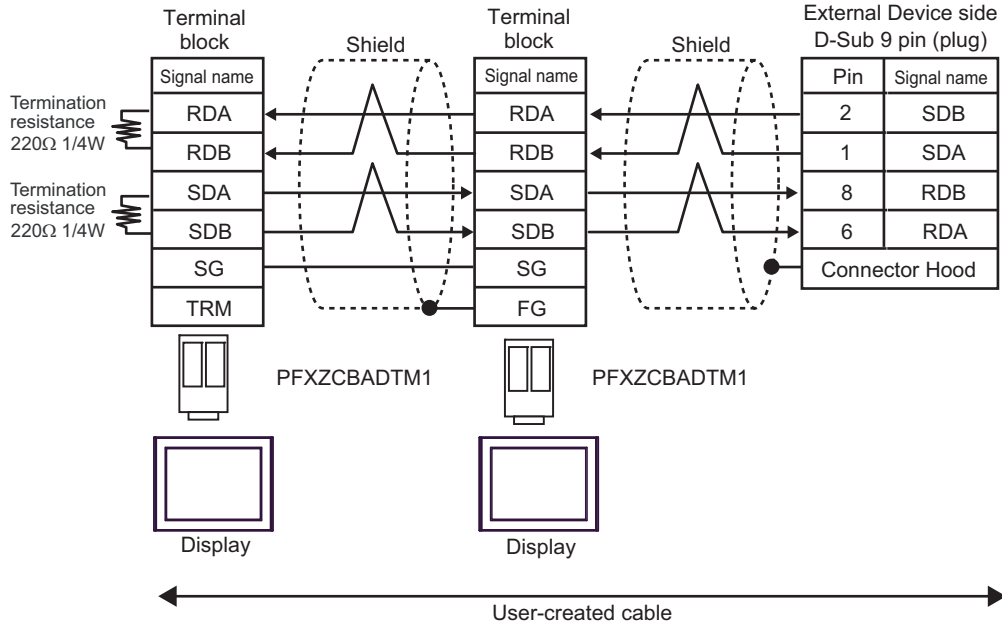 Terminal
block
Shield
Terminal
block
Shield
External Device side
D-Sub 9 pin (plug)
Signal name
Signal name
Pin
Signal name
Termination
resistance
220Ω 1/4W
RDA
RDA
2
SDB
RDB
RDB
1
SDA
Termination
resistance
220Ω 1/4W
SDA
SDA
8
RDB
SDB
SDB
6
RDA
SG
SG
Connector Hood
TRM
FG
PFXZCBADTM1
PFXZCBADTM1
Display
Display
User-created cable